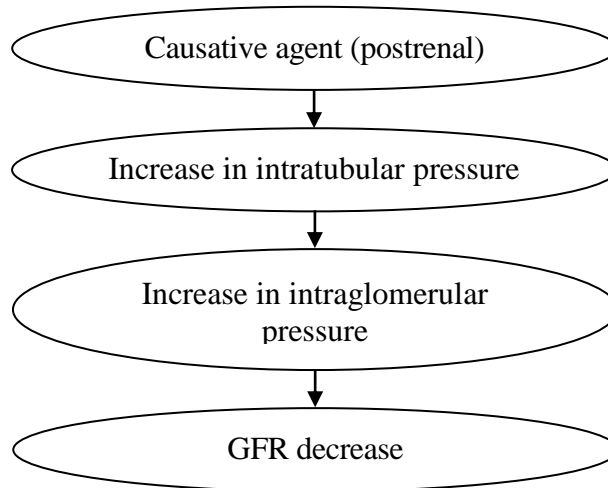 Causative agent (postrenal)
Increase in intratubular pressure
Increase in intraglomerular
pressure
GFR decrease